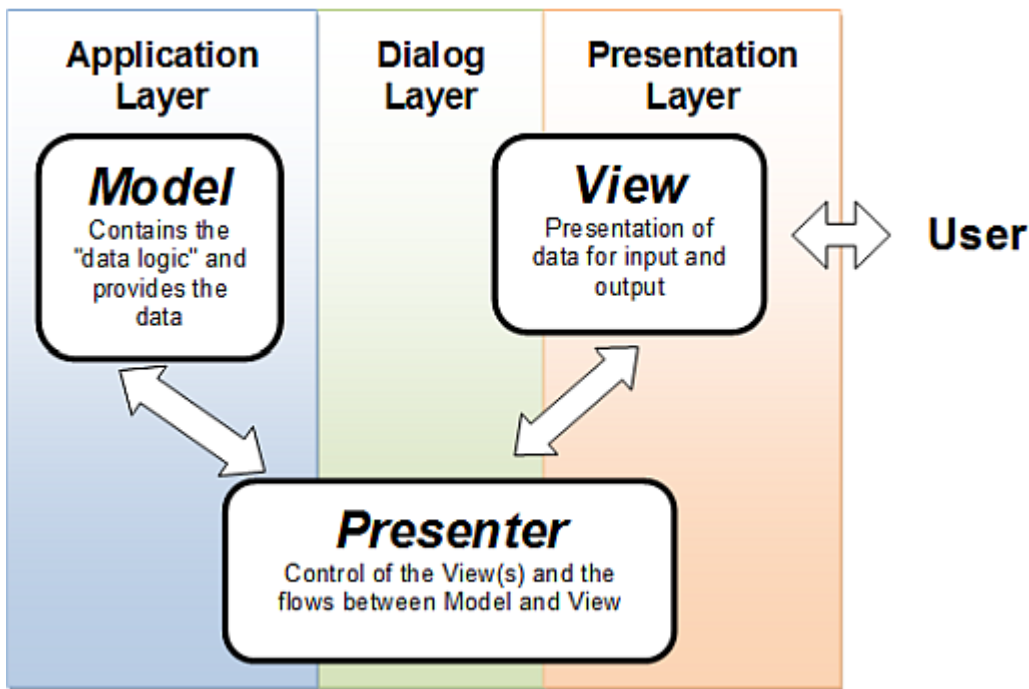 Application
Layer
Dialog
Layer
Presentation
Layer
Model
Contains the
"data logic" and
provides the
data
View
Presentation of
data for input and
output
User
Presenter
Control of the View(s) and the
flows between Model and View